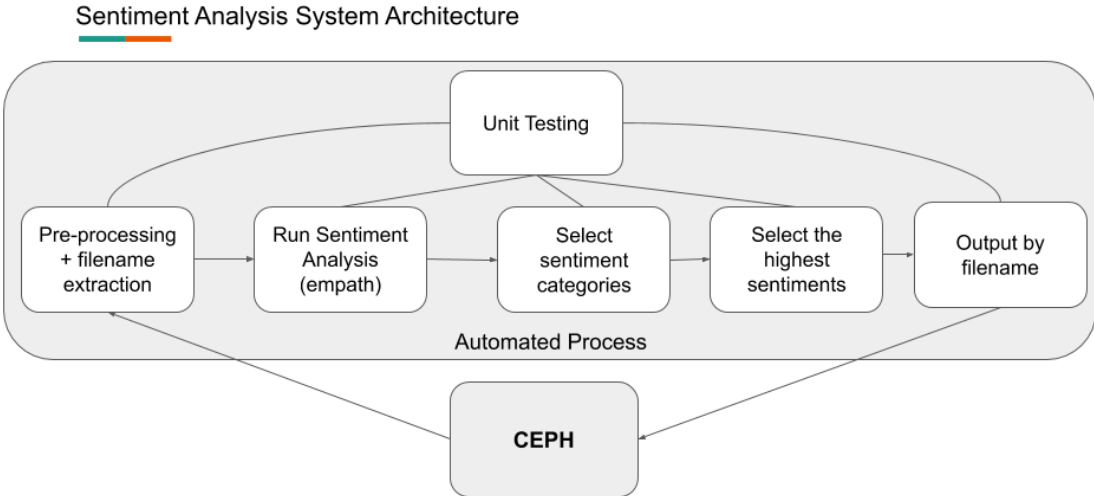 Sentiment Analysis System Architecture
Unit Testing
Pre-processing
+ filename
extraction
Run Sentiment
Analysis
(empath)
Select
sentiment
categories
Select the
highest
sentiments
Output by
filename
Automated Process
CEPH